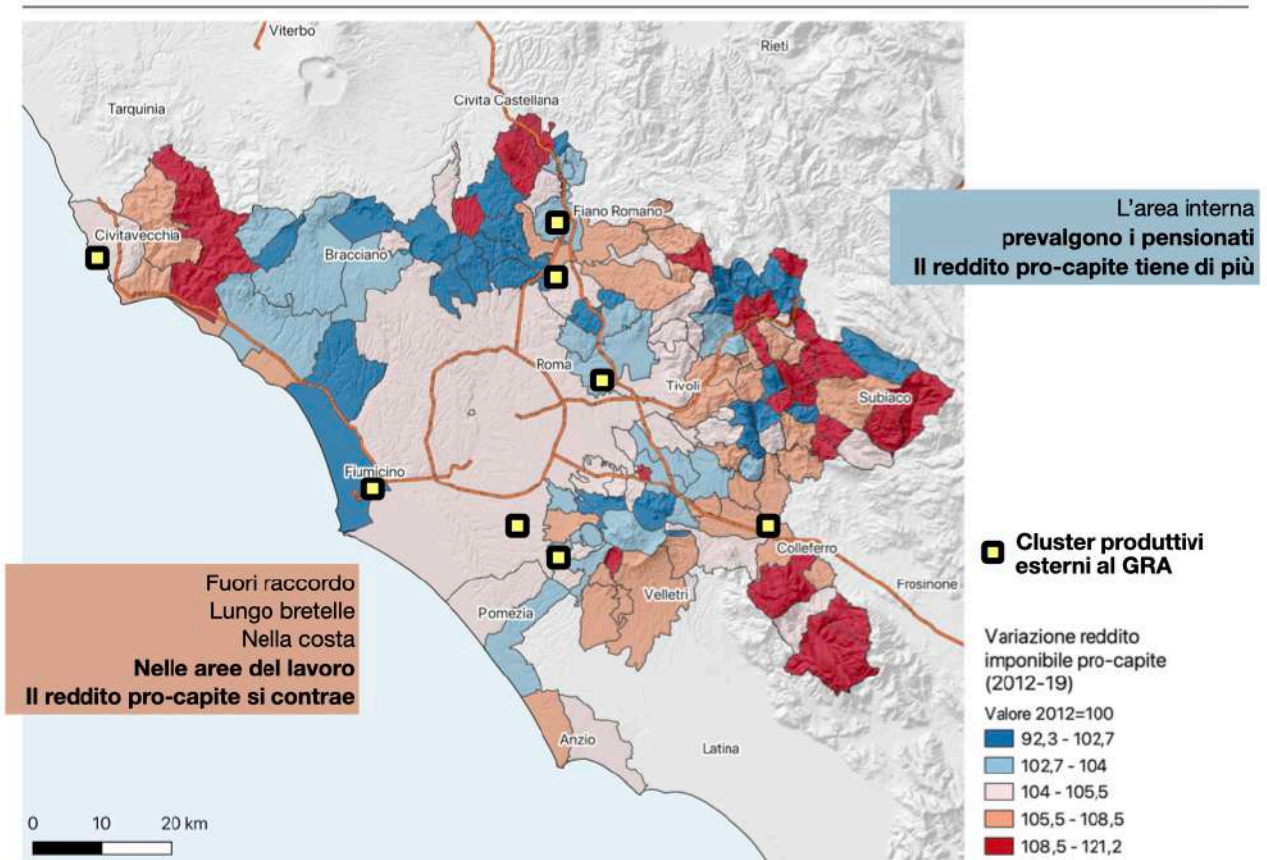 Viterbo
Rieti
Tarquinia
Civita Castellana
Fiano Romano
Civitavecchia
Bracciano
L'area interna
prevalgono i pensionati
Il reddito pro-capite tiene di più
Roma
Tivoli
Subiaco
Fiumicino
Cluster produttivi
esterni al GRA
Colleferro
Frosinone
Fuori raccordo
Lungo bretelle
Nella costa
Nelle aree del lavoro
Il reddito pro-capite si contrae
Velletri
Pomezia
Variazione reddito
imponibile pro-capite
(2012-19)
Valore 2012=100
92,3 - 102,7
102,7 - 104
104 - 105,5
105,5 - 108,5
108,5 - 121,2
Anzio
Latina
0 10 20 km